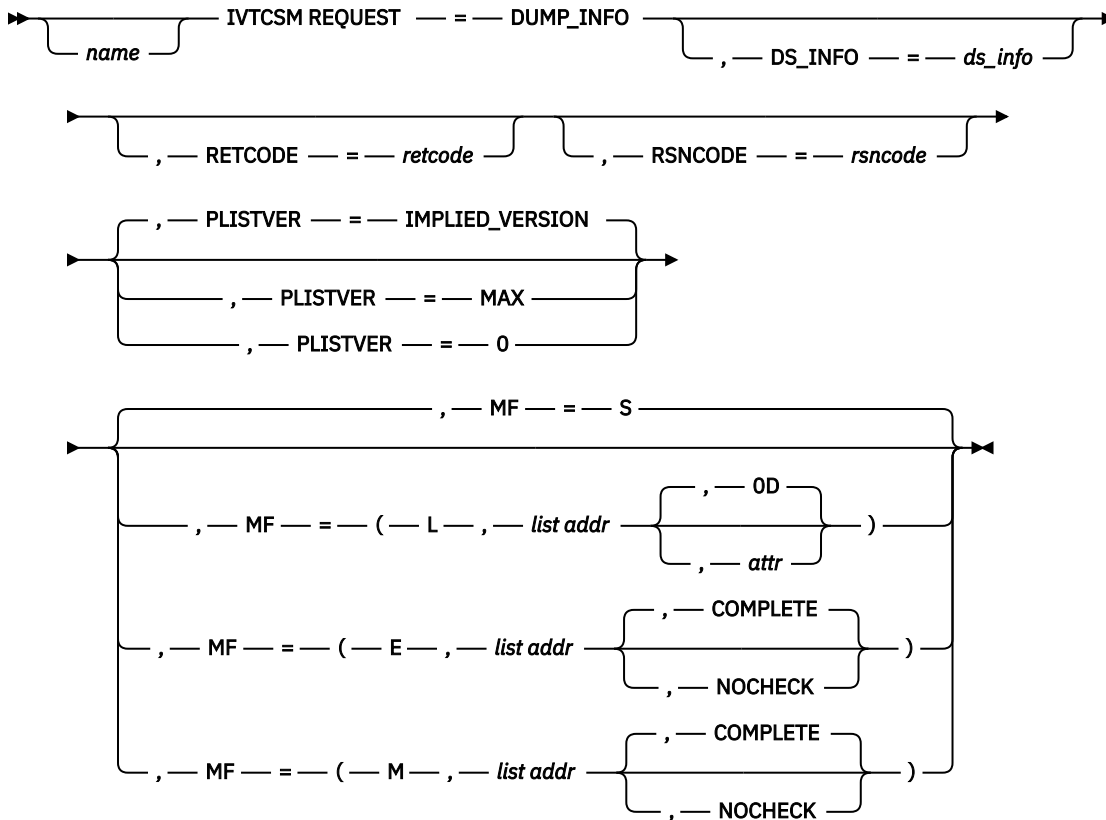 IVTCSM REQUEST = DUMP_INFO
name
, DS_INFO = ds_info
, RETCODE = retcode , RSNCODE = rsncode
, PLISTVER = IMPLIED_VERSION
, PLISTVER = MAX
, PLISTVER = 0
, MF = S
, 0D
, MF = ( L , list addr )
, attr
, COMPLETE
, MF = ( E , list addr )
, NOCHECK
, COMPLETE
, MF = ( M , list addr )
, NOCHECK